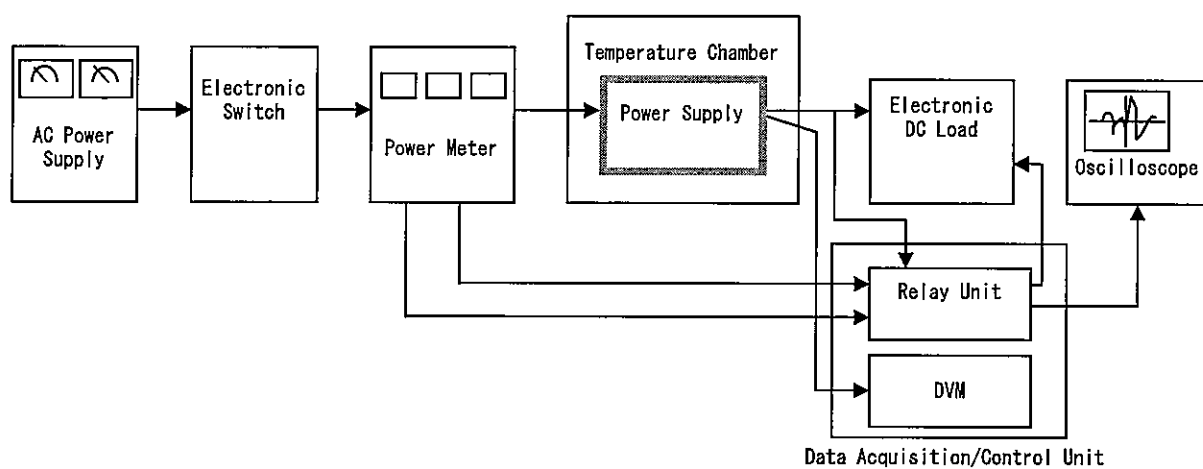 AC Power
Supply
Electronic
Switch
Power Meter
Temperature Chamber
Power Supply
Electronic
DC Load
Oscilloscope
Relay Unit
DVM
Data Acquisition/Control Unit